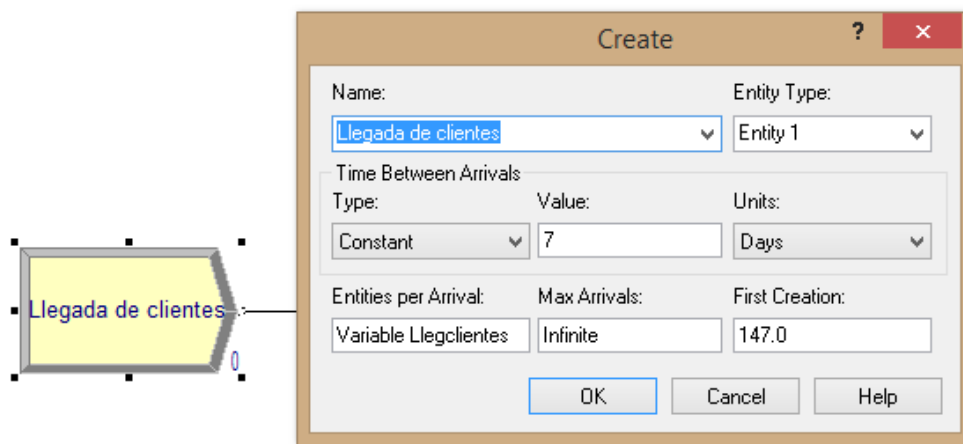 Create
?
×
Name:
Entity Type:
Llegada de clientes
Entity 1
Time Between Arrivals
Type:
Value:
Units:
Constant
7
Days
Llegada de clientes
0
Entities per Arrival:
Max Arrivals:
First Creation:
Variable Llegclientes
Infinite
147.0
OK
Cancel
Help